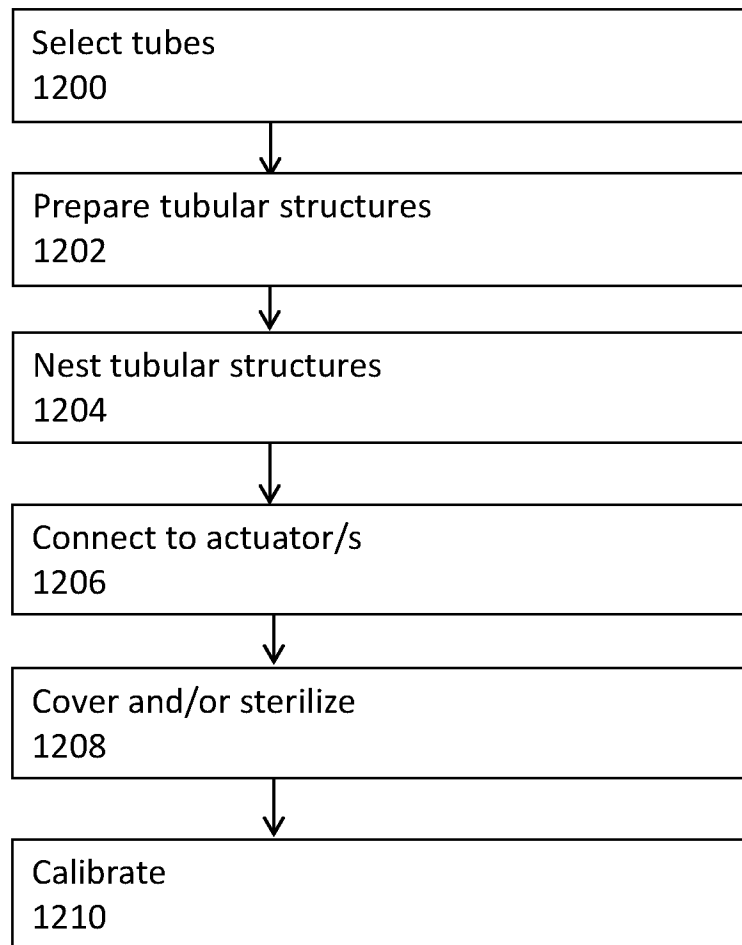 Select tubes
1200
Prepare tubular structures
1202
Nest tubular structures
1204
Connect to actuator/s
1206
Cover and/or sterilize
1208
Calibrate
1210